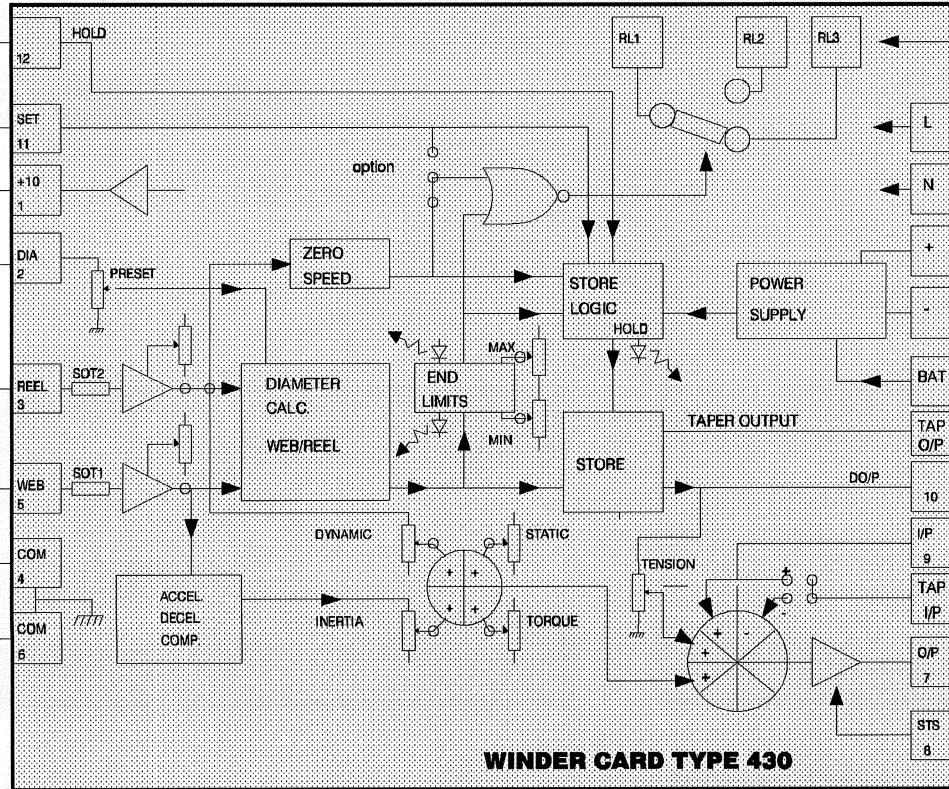 HOLD
12
SET
11
+10
1
DIA
2
PRESET
REEL
3
SOT2
WEB
5
SOT1
COM
4
COM
6
option
ZERO
SPEED
DIAMETER
CALC.
WEB/REEL
ACCEL.
DECEL
COMP.
END
LIMITS
MAX
MIN
STORE
LOGIC
HOLD
STORE
POWER
SUPPLY
RL1
RL2
RL3
L
N
+
-
BAT
TAPER OUTPUT
TAP
O/P
DO/P
10
I/P
9
TAP
I/P
O/P
7
STS
8
DYNAMIC
STATIC
INERTIA
TORQUE
+ +
+ +
TENSION
+
-
+ -
+
+
WINDER CARD TYPE 430